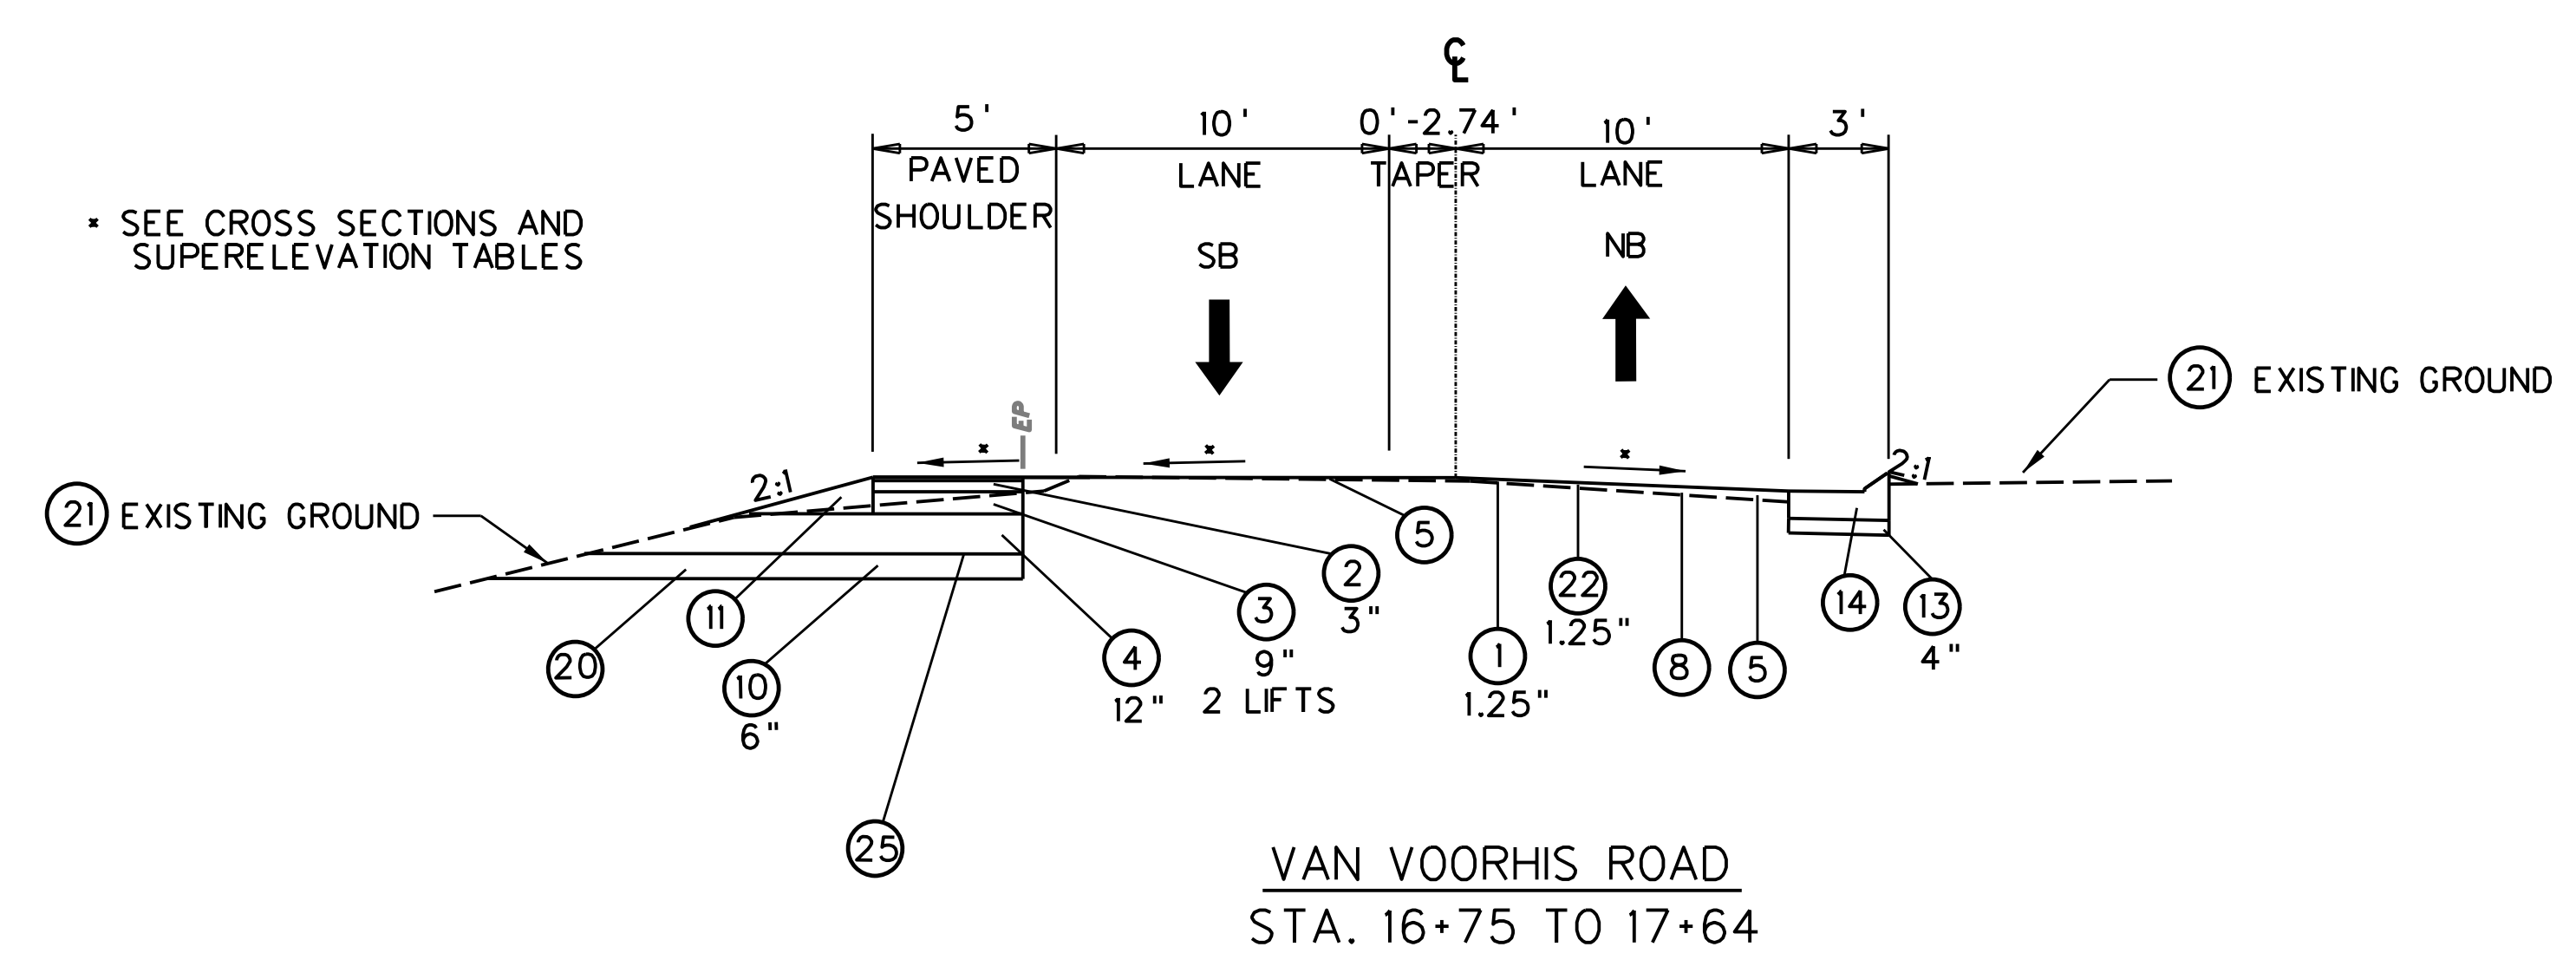 ℄
5' 10' 0'-2.74' 10' 3'
PAVED SHOULDER
LANE
TAPER
LANE
* SEE CROSS SECTIONS AND
SUPERELEVATION TABLES
SB
NB
21 EXISTING GROUND
EP
* * *
2:1
2:1
21 EXISTING GROUND
5
2
3"
3
9"
2 LIFTS
4
12"
22
1.25"
1
1.25"
8
5
14
13
4"
11
20
10
6"
25
VAN VOORHIS ROAD
STA. 16+75 TO 17+64